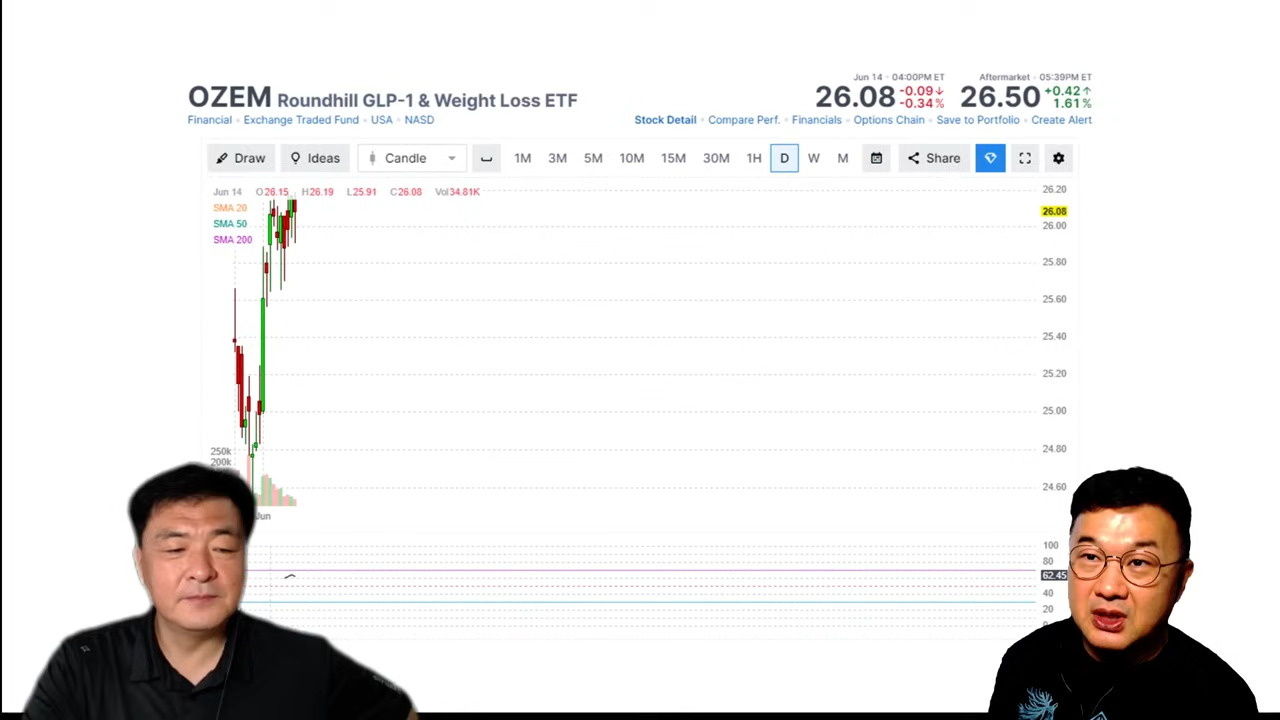 Jun 14 • 04:00PM ET Aftermarket • 05:39PM ET
OZEM Roundhill GLP-1 & Weight Loss ETF 26.08 -0.09↓ -0.34% 26.50 +0.42↑ 1.61%
Financial • Exchange Traded Fund • USA • NASD Stock Detail • Compare Perf. • Financials • Options Chain • Save to Portfolio • Create Alert
Draw Ideas Candle 1M 3M 5M 10M 15M 30M 1H D W M Share
Jun 14 O26.15 H26.19 L25.91 C26.08 Vol34.81K
SMA 20
SMA 50
SMA 200
26.20
26.08
26.00
25.80
25.60
25.40
25.20
25.00
24.80
250k
200k
24.60
Jun
100
80
62.45
40
20